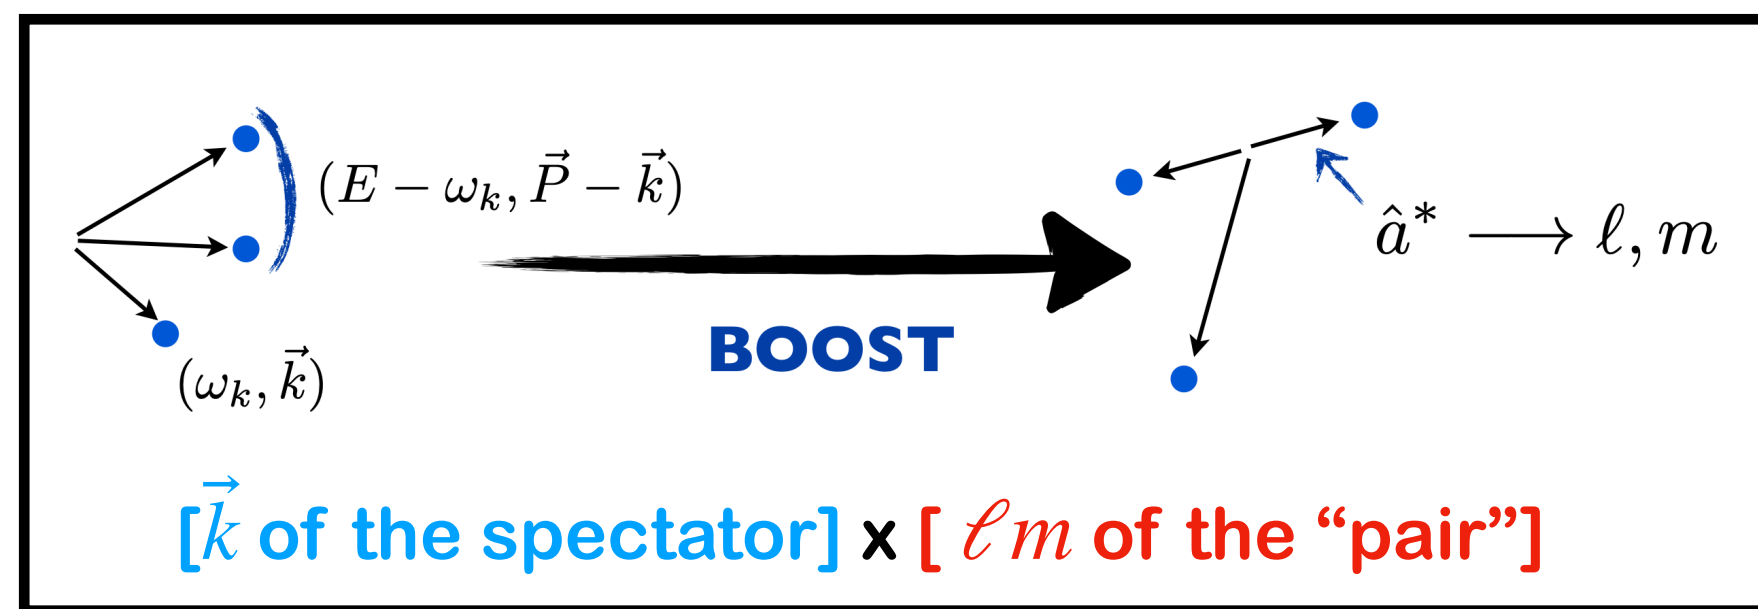 (E − ω_k, P⃗ − k⃗)
(ω_k, k⃗)
BOOST
â* ⟶ ℓ, m
[k⃗ of the spectator] x [ ℓm of the “pair”]